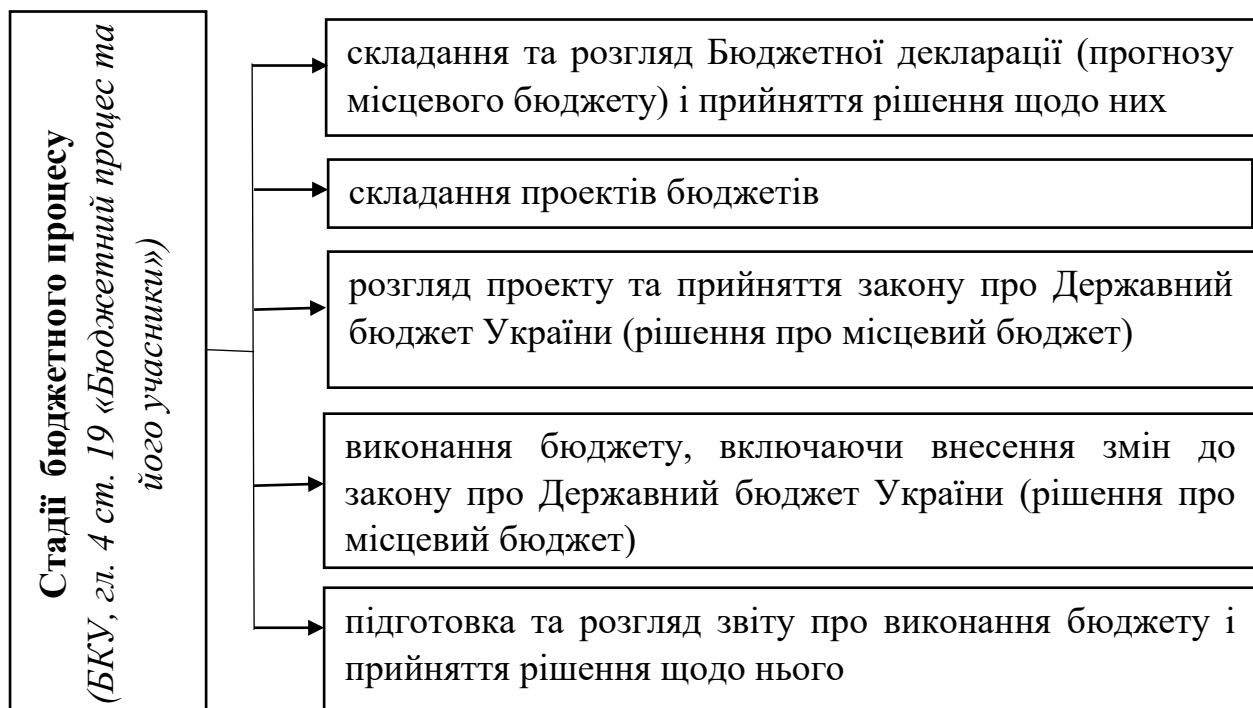 Стадії бюджетного процесу
(БКУ, гл. 4 ст. 19 «Бюджетний процес та
його учасники»)
складання та розгляд Бюджетної декларації (прогнозу
місцевого бюджету) і прийняття рішення щодо них
складання проектів бюджетів
розгляд проекту та прийняття закону про Державний
бюджет України (рішення про місцевий бюджет)
виконання бюджету, включаючи внесення змін до
закону про Державний бюджет України (рішення про
місцевий бюджет)
підготовка та розгляд звіту про виконання бюджету і
прийняття рішення щодо нього